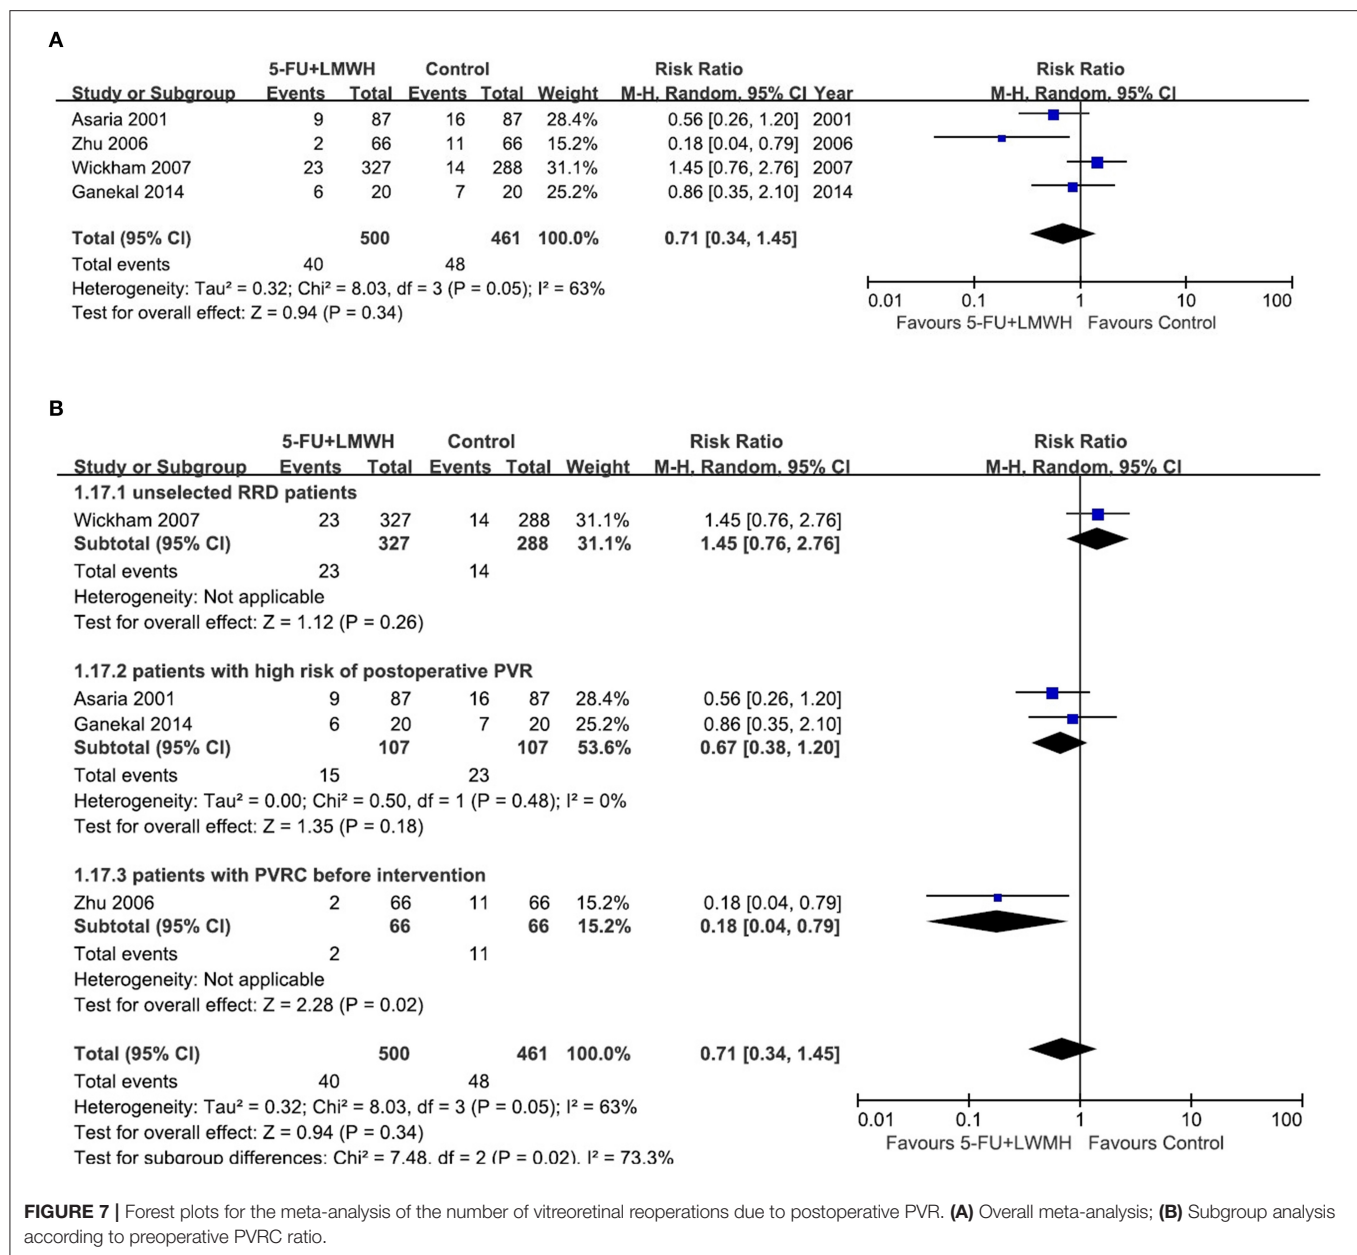 A
5-FU+LMWH Control Risk Ratio Risk Ratio
Study or Subgroup Events Total Events Total Weight M-H. Random. 95% CI Year M-H. Random. 95% CI
Asaria 2001 9 87 16 87 28.4% 0.56 [0.26, 1.20] 2001
Zhu 2006 2 66 11 66 15.2% 0.18 [0.04, 0.79] 2006
Wickham 2007 23 327 14 288 31.1% 1.45 [0.76, 2.76] 2007
Ganekal 2014 6 20 7 20 25.2% 0.86 [0.35, 2.10] 2014
Total (95% CI) 500 461 100.0% 0.71 [0.34, 1.45]
Total events 40 48
Heterogeneity: Tau² = 0.32; Chi² = 8.03, df = 3 (P = 0.05); I² = 63%
Test for overall effect: Z = 0.94 (P = 0.34)
0.01 0.1 1 10 100
Favours 5-FU+LMWH Favours Control
B
5-FU+LMWH Control Risk Ratio Risk Ratio
Study or Subgroup Events Total Events Total Weight M-H. Random. 95% CI M-H. Random. 95% CI
1.17.1 unselected RRD patients
Wickham 2007 23 327 14 288 31.1% 1.45 [0.76, 2.76]
Subtotal (95% CI) 327 288 31.1% 1.45 [0.76, 2.76]
Total events 23 14
Heterogeneity: Not applicable
Test for overall effect: Z = 1.12 (P = 0.26)
1.17.2 patients with high risk of postoperative PVR
Asaria 2001 9 87 16 87 28.4% 0.56 [0.26, 1.20]
Ganekal 2014 6 20 7 20 25.2% 0.86 [0.35, 2.10]
Subtotal (95% CI) 107 107 53.6% 0.67 [0.38, 1.20]
Total events 15 23
Heterogeneity: Tau² = 0.00; Chi² = 0.50, df = 1 (P = 0.48); I² = 0%
Test for overall effect: Z = 1.35 (P = 0.18)
1.17.3 patients with PVRC before intervention
Zhu 2006 2 66 11 66 15.2% 0.18 [0.04, 0.79]
Subtotal (95% CI) 66 66 15.2% 0.18 [0.04, 0.79]
Total events 2 11
Heterogeneity: Not applicable
Test for overall effect: Z = 2.28 (P = 0.02)
Total (95% CI) 500 461 100.0% 0.71 [0.34, 1.45]
Total events 40 48
Heterogeneity: Tau² = 0.32; Chi² = 8.03, df = 3 (P = 0.05); I² = 63%
Test for overall effect: Z = 0.94 (P = 0.34)
Test for subgroup differences: Chi² = 7.48. df = 2 (P = 0.02). I² = 73.3%
0.01 0.1 1 10 100
Favours 5-FU+LWMH Favours Control
FIGURE 7 | Forest plots for the meta-analysis of the number of vitreoretinal reoperations due to postoperative PVR. (A) Overall meta-analysis; (B) Subgroup analysis
according to preoperative PVRC ratio.